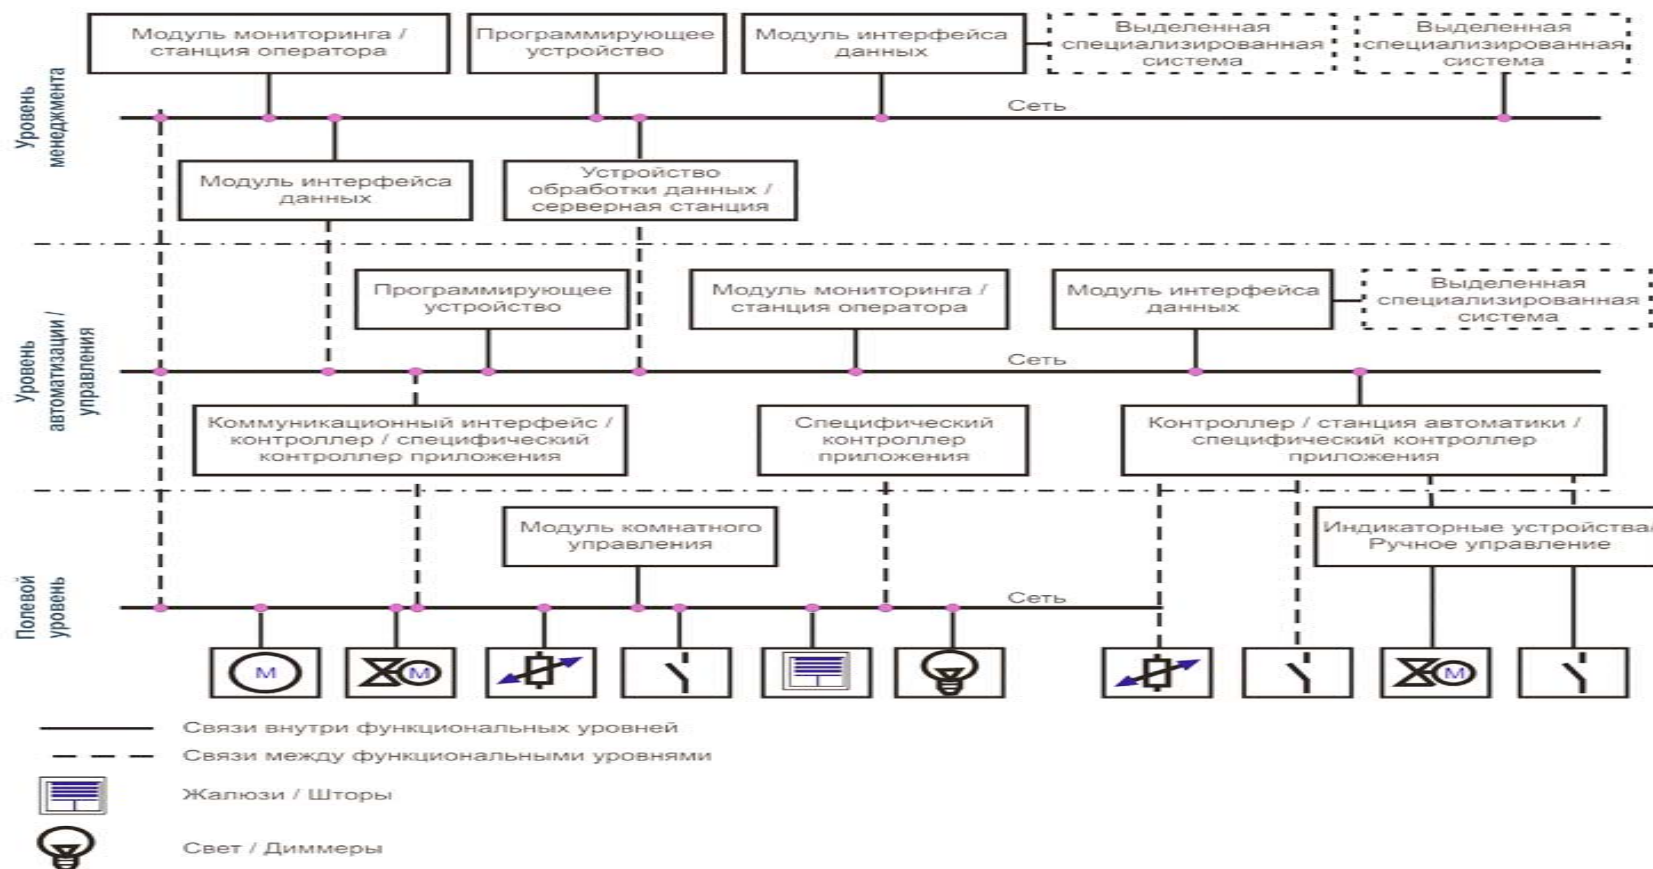 Модуль мониторинга /
станция оператора
Программирующее
устройство
Модуль интерфейса
данных
Выделенная
специализированная
система
Выделенная
специализированная
система
Уровень
менеджмента
Сеть
Модуль интерфейса
данных
Устройство
обработки данных /
серверная станция
Программирующее
устройство
Модуль мониторинга /
станция оператора
Модуль интерфейса
данных
Выделенная
специализированная
система
Уровень
автоматизации /
управления
Сеть
Коммуникационный интерфейс /
контроллер / специфический
контроллер приложения
Специфический
контроллер
приложения
Контроллер / станция автоматики /
специфический контроллер
приложения
Модуль комнатного
управления
Индикаторные устройства/
Ручное управление
Полевой
уровень
Сеть
М
М
М
Связи внутри функциональных уровней
Связи между функциональными уровнями
Жалюзи / Шторы
Свет / Диммеры